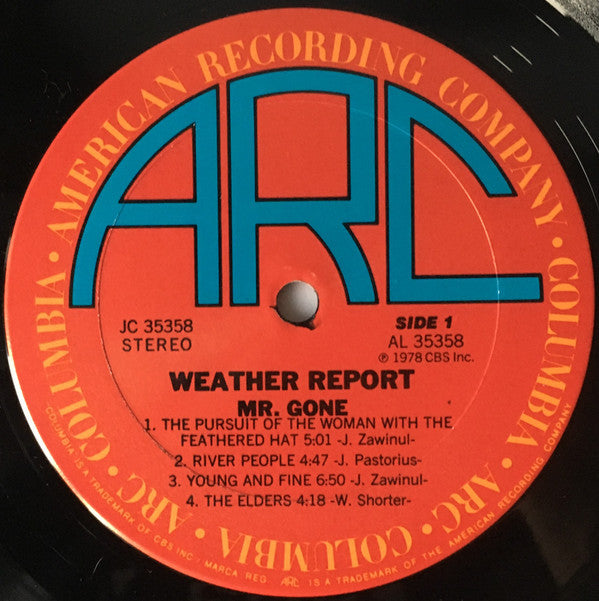 AMERICAN RECORDING COMPANY • COLUMBIA • ARC • COLUMBIA • ARC • COLUMBIA •
ARC
JC 35358
STEREO
SIDE 1
AL 35358
℗ 1978 CBS Inc.
WEATHER REPORT
MR. GONE
1. THE PURSUIT OF THE WOMAN WITH THE
FEATHERED HAT 5:01 -J. Zawinul-
2. RIVER PEOPLE 4:47 -J. Pastorius-
3. YOUNG AND FINE 6:50 -J. Zawinul-
4. THE ELDERS 4:18 -W. Shorter-
COLUMBIA IS A TRADEMARK OF CBS INC. / MARCA REG. ARC IS A TRADEMARK OF THE AMERICAN RECORDING COMPANY